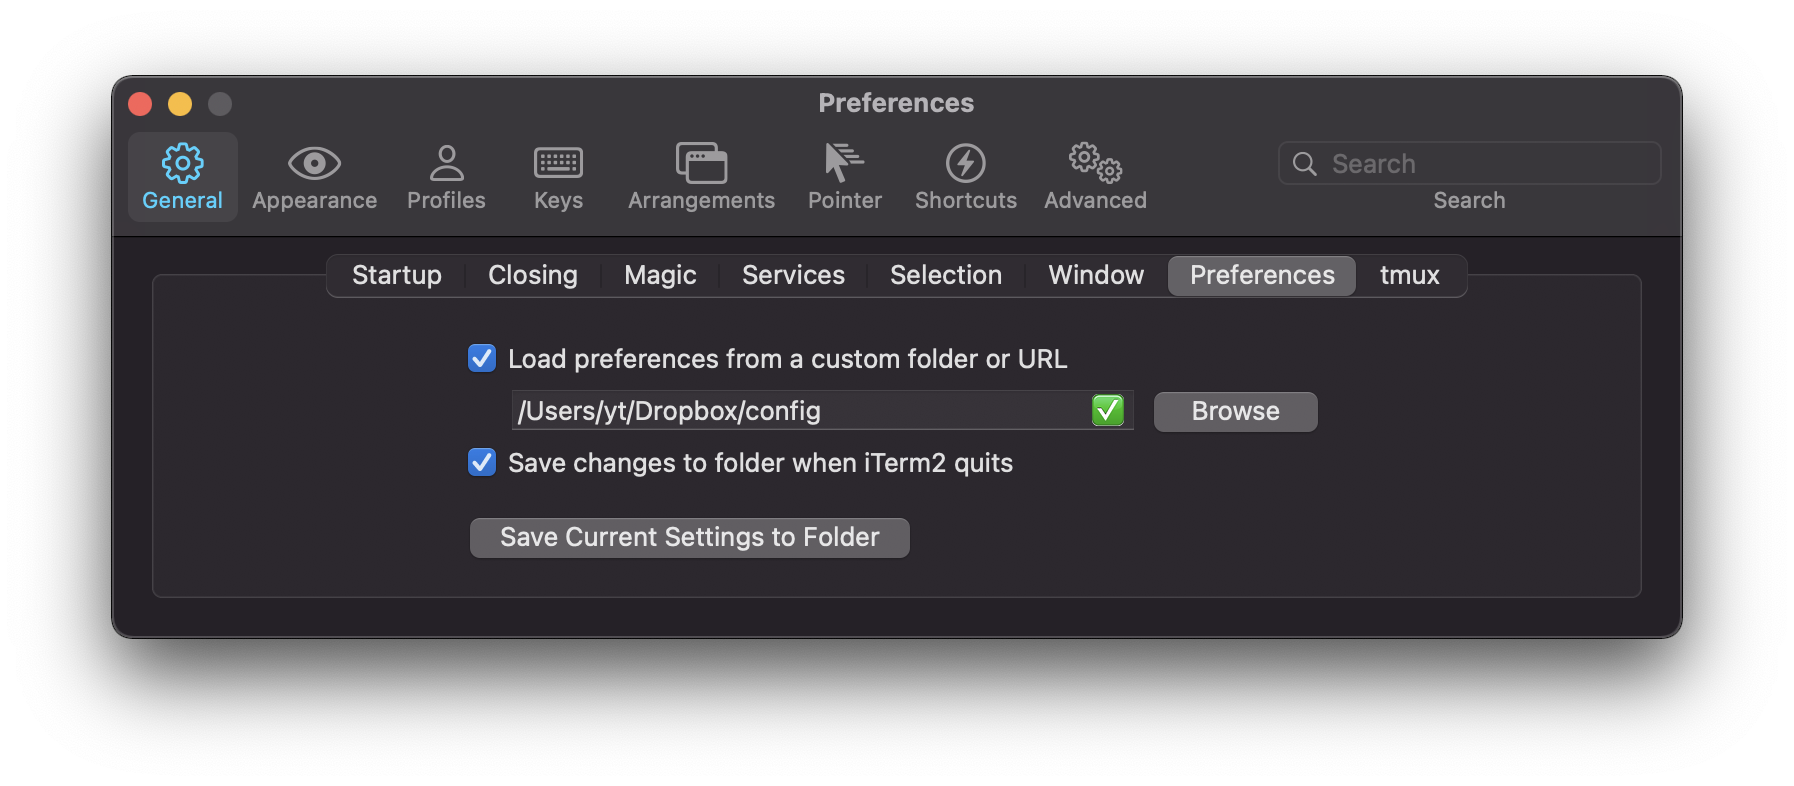 Preferences
General Appearance Profiles Keys Arrangements Pointer Shortcuts Advanced Search
Search
Startup Closing Magic Services Selection Window Preferences tmux
Load preferences from a custom folder or URL
/Users/yt/Dropbox/config Browse
Save changes to folder when iTerm2 quits
Save Current Settings to Folder